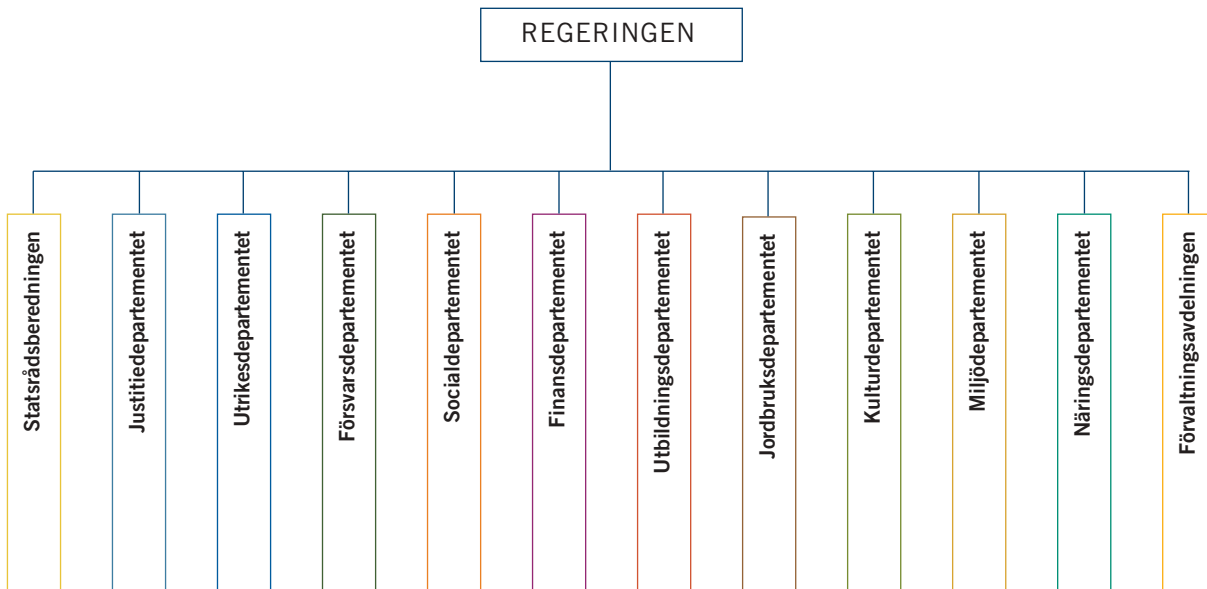 REGERINGEN
Statsrådsberedningen
Justitiedepartementet
Utrikesdepartementet
Försvarsdepartementet
Socialdepartementet
Finansdepartementet
Utbildningsdepartementet
Jordbruksdepartementet
Kulturdepartementet
Miljödepartementet
Näringsdepartementet
Förvaltningsavdelningen